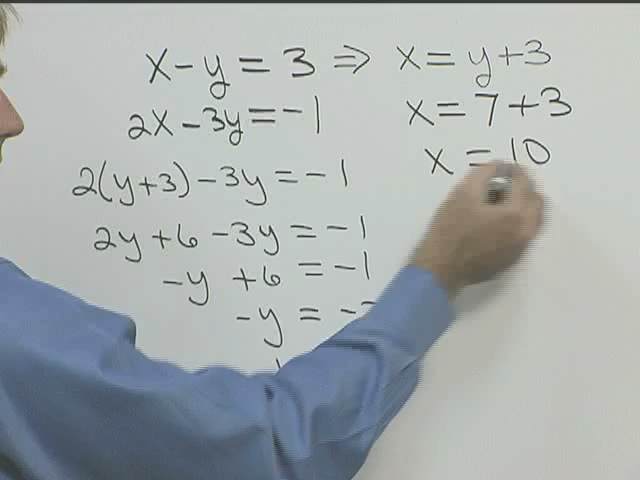 x - y = 3 ⇒ x = y + 3
2x - 3y = -1
x = 7 + 3
2(y + 3) - 3y = -1
x = 10
2y + 6 - 3y = -1
-y + 6 = -1
-y = -